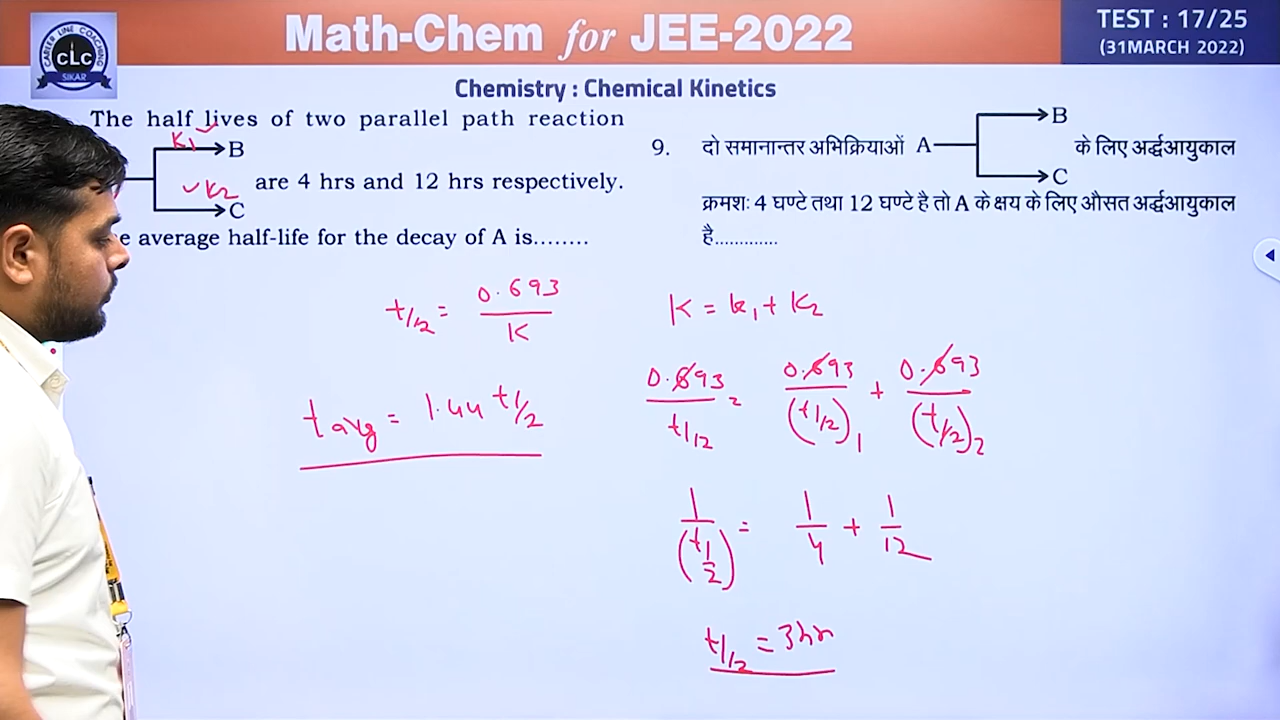 Math-Chem for JEE-2022
TEST : 17/25
(31MARCH 2022)
CAREER LINE COACHING
CLC
SIKAR
Chemistry : Chemical Kinetics
The half lives of two parallel path reaction
K1
B
K2
C
are 4 hrs and 12 hrs respectively.
e average half-life for the decay of A is........
9. दो समानान्तर अभिक्रियाओं A B C के लिए अर्द्धआयुकाल
क्रमशः 4 घण्टे तथा 12 घण्टे है तो A के क्षय के लिए औसत अर्द्धआयुकाल
है.............
t1/2 = 0.693/K
t avg = 1.44 t1/2
K = k1 + K2
0.693/t1/2 = 0.693/(t1/2)1 + 0.693/(t1/2)2
1/(t1/2) = 1/4 + 1/12
t1/2 = 3hr